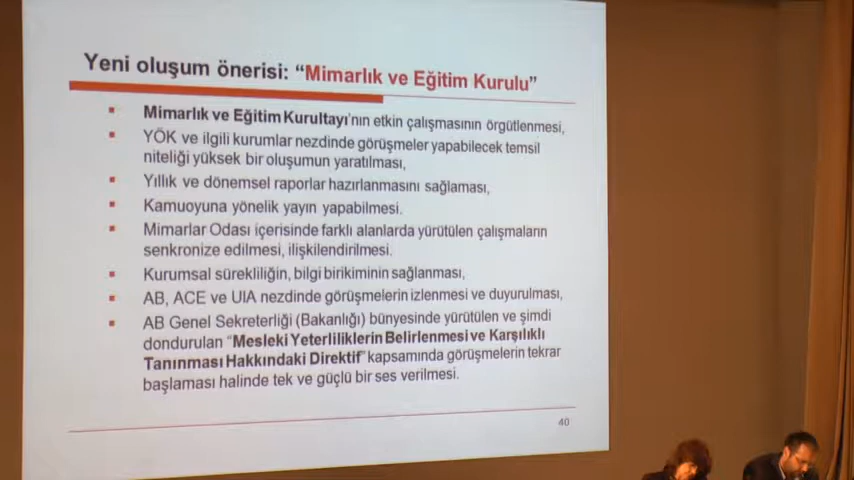 Yeni oluşum önerisi: “Mimarlık ve Eğitim Kurulu”
Mimarlık ve Eğitim Kurultayı’nın etkin çalışmasının örgütlenmesi,
YÖK ve ilgili kurumlar nezdinde görüşmeler yapabilecek temsil
niteliği yüksek bir oluşumun yaratılması,
Yıllık ve dönemsel raporlar hazırlanmasını sağlaması,
Kamuoyuna yönelik yayın yapabilmesi.
Mimarlar Odası içerisinde farklı alanlarda yürütülen çalışmaların
senkronize edilmesi, ilişkilendirilmesi.
Kurumsal sürekliliğin, bilgi birikiminin sağlanması,
AB, ACE ve UIA nezdinde görüşmelerin izlenmesi ve duyurulması,
AB Genel Sekreterliği (Bakanlığı) bünyesinde yürütülen ve şimdi
dondurulan “Mesleki Yeterliliklerin Belirlenmesi ve Karşılıklı
Tanınması Hakkındaki Direktif” kapsamında görüşmelerin tekrar
başlaması halinde tek ve güçlü bir ses verilmesi.
40